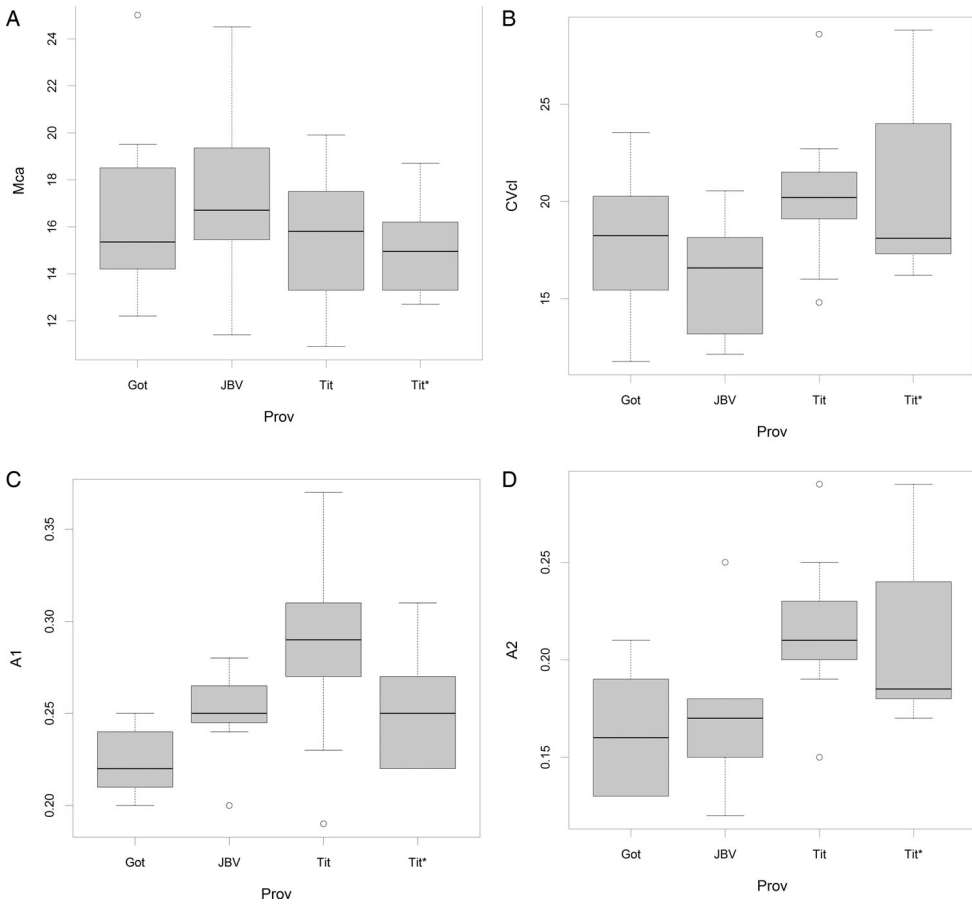 A
Mca
24
22
20
18
16
14
12
Got JBV Tit Tit*
Prov
B
CVcl
25
20
15
Got JBV Tit Tit*
Prov
C
A1
0.35
0.30
0.25
0.20
Got JBV Tit Tit*
Prov
D
A2
0.25
0.20
0.15
Got JBV Tit Tit*
Prov